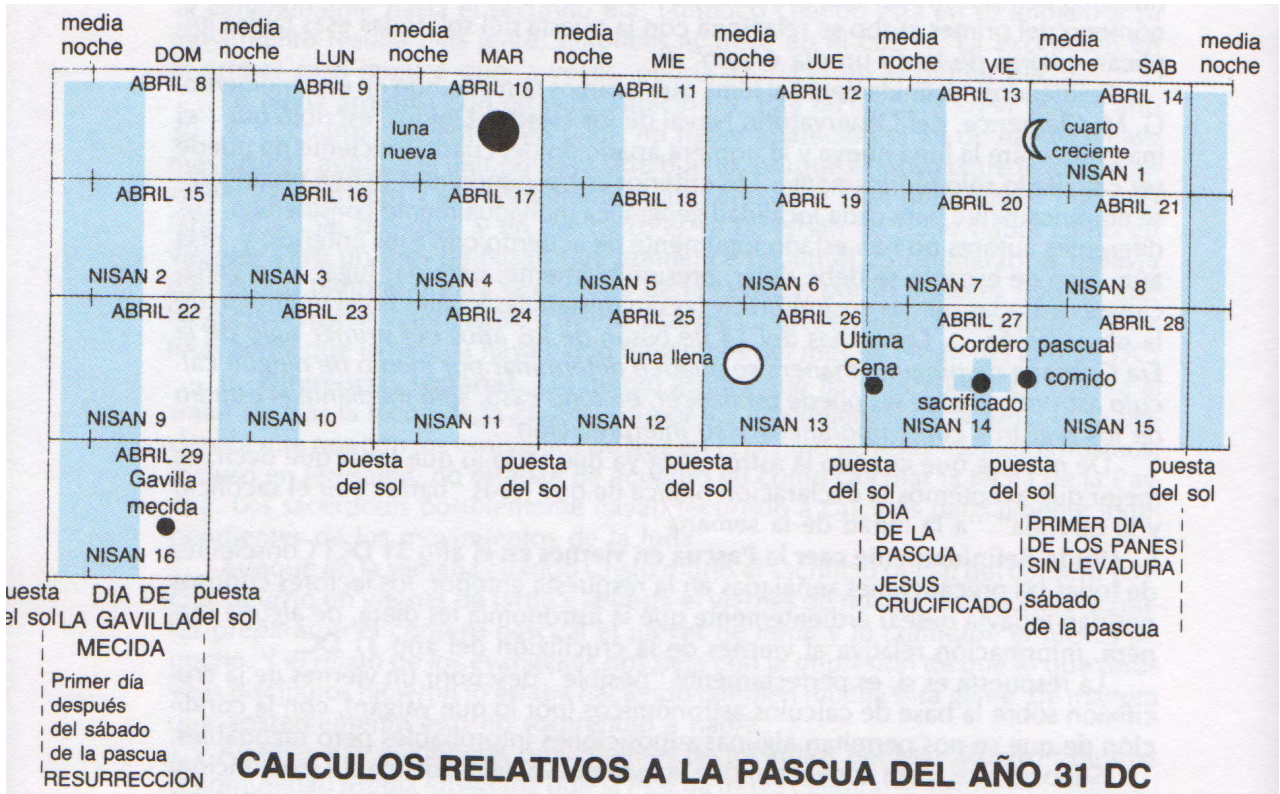 media noche
DOM
media noche
LUN
media noche
MAR
media noche
MIE
media noche
JUE
media noche
VIE
media noche
SAB
media noche
ABRIL 8
ABRIL 9
ABRIL 10
ABRIL 11
ABRIL 12
ABRIL 13
ABRIL 14
luna
nueva
cuarto
creciente
NISAN 1
ABRIL 15
ABRIL 16
ABRIL 17
ABRIL 18
ABRIL 19
ABRIL 20
ABRIL 21
NISAN 2
NISAN 3
NISAN 4
NISAN 5
NISAN 6
NISAN 7
NISAN 8
ABRIL 22
ABRIL 23
ABRIL 24
ABRIL 25
ABRIL 26
ABRIL 27
ABRIL 28
luna llena
Ultima
Cena
Cordero pascual
comido
sacrificado
NISAN 9
NISAN 10
NISAN 11
NISAN 12
NISAN 13
NISAN 14
NISAN 15
ABRIL 29
Gavilla
mecida
NISAN 16
puesta
del sol
puesta
del sol
puesta
del sol
puesta
del sol
puesta
del sol
puesta
del sol
DIA
DE LA
PASCUA
JESUS
CRUCIFICADO
PRIMER DIA
DE LOS PANES
SIN LEVADURA
sábado
de la pascua
uesta
el sol
DIA DE
LA GAVILLA
MECIDA
puesta
del sol
Primer día
después
del sábado
de la pascua
RESURRECCION
CALCULOS RELATIVOS A LA PASCUA DEL AÑO 31 DC